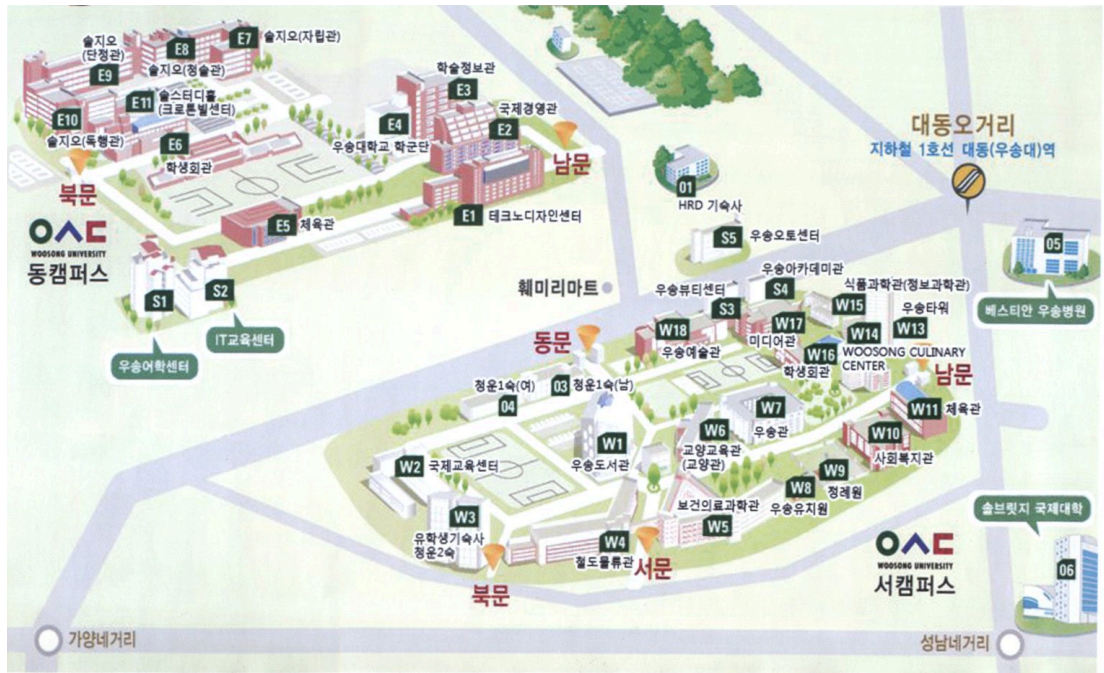 솔지오
(단정관)
E9
E8
솔지오(청솔관)
E7
솔지오(자립관)
E11
솔스터디홀
(크로톤빌센터)
E10
솔지오(독행관)
E6
학생회관
북문
학술정보관
E3
국제경영관
E4
E2
우송대학교 학군단
남문
E1
테크노디자인센터
E5
체육관
WOOSONG UNIVERSITY
동캠퍼스
S1
S2
우송어학센터
IT교육센터
01
HRD 기숙사
S5
우송오토센터
대동오거리
지하철 1호선 대동(우송대)역
05
베스티안 우송병원
훼미리마트
우송뷰티센터
S3
우송아카데미관
S4
식품과학관(정보과학관)
W15
우송타워
W13
W18
우송예술관
W17
미디어관
W14
W16
학생회관
WOOSONG CULINARY
CENTER
동문
남문
청운1숙(여)
04
03
청운1숙(남)
W7
우송관
W11
체육관
W10
사회복지관
W6
교양교육관
(교양관)
W1
우송도서관
W2
국제교육센터
W9
정례원
W8
우송유치원
보건의료과학관
W5
W3
유학생기숙사
청운2숙
W4
철도물류관
북문
서문
WOOSONG UNIVERSITY
서캠퍼스
솔브릿지 국제대학
06
가양네거리
성남네거리